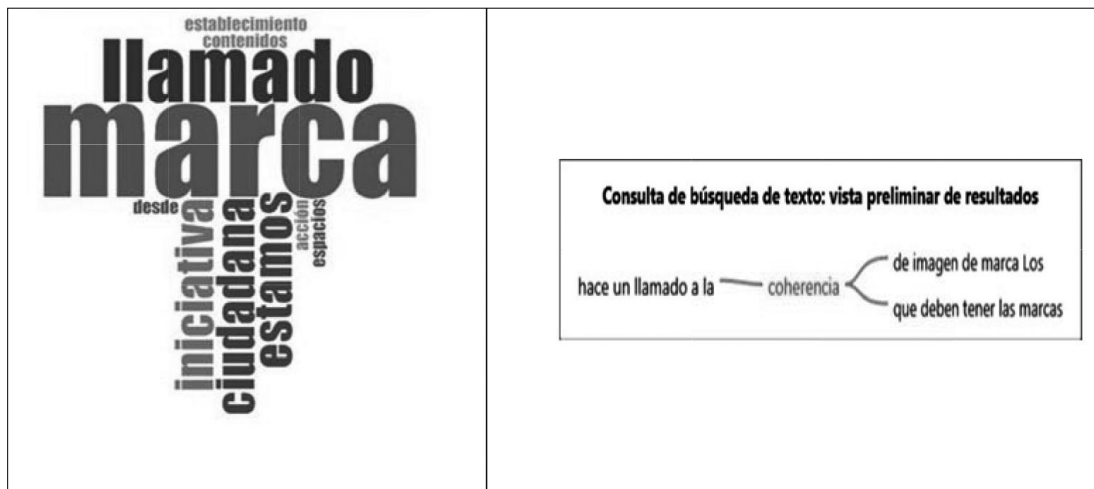 establecimiento
contenidos
llamado
marca
desde
iniciativa
ciudadana
estamos
acción
espacios
Consulta de búsqueda de texto: vista preliminar de resultados
hace un llamado a la
coherencia
de imagen de marca Los
que deben tener las marcas